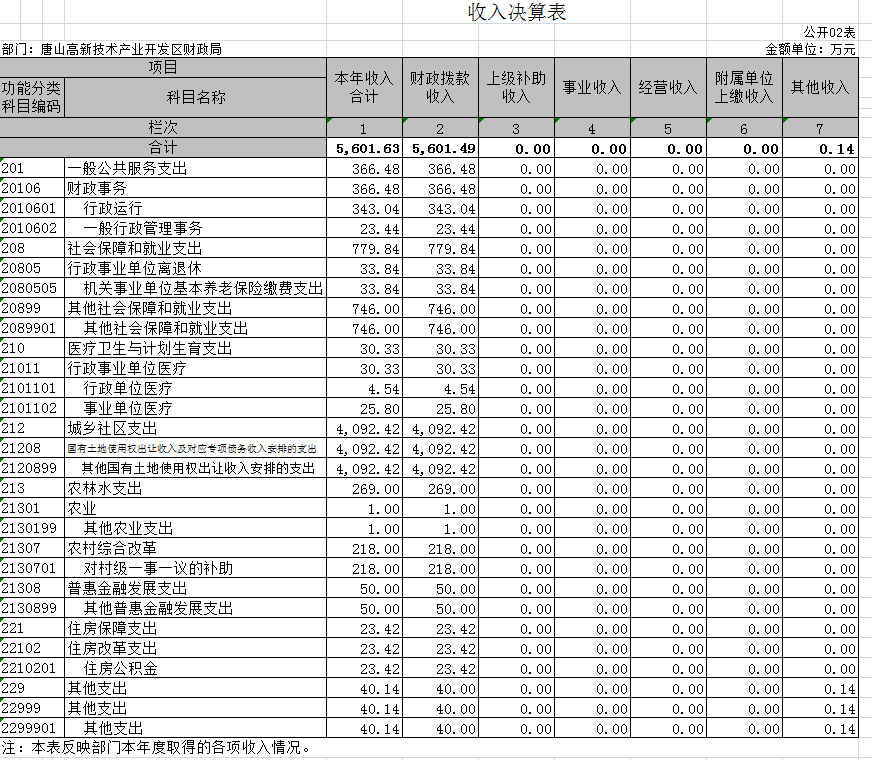 收入决算表
公开02表
部门：唐山高新技术产业开发区财政局 金额单位：万元
项目 本年收入合计 财政拨款收入 上级补助收入 事业收入 经营收入 附属单位上缴收入 其他收入
功能分类科目编码 科目名称
栏次 1 2 3 4 5 6 7
合计 5,601.63 5,601.49 0.00 0.00 0.00 0.00 0.14
201 一般公共服务支出 366.48 366.48 0.00 0.00 0.00 0.00 0.00
20106 财政事务 366.48 366.48 0.00 0.00 0.00 0.00 0.00
2010601 行政运行 343.04 343.04 0.00 0.00 0.00 0.00 0.00
2010602 一般行政管理事务 23.44 23.44 0.00 0.00 0.00 0.00 0.00
208 社会保障和就业支出 779.84 779.84 0.00 0.00 0.00 0.00 0.00
20805 行政事业单位离退休 33.84 33.84 0.00 0.00 0.00 0.00 0.00
2080505 机关事业单位基本养老保险缴费支出 33.84 33.84 0.00 0.00 0.00 0.00 0.00
20899 其他社会保障和就业支出 746.00 746.00 0.00 0.00 0.00 0.00 0.00
2089901 其他社会保障和就业支出 746.00 746.00 0.00 0.00 0.00 0.00 0.00
210 医疗卫生与计划生育支出 30.33 30.33 0.00 0.00 0.00 0.00 0.00
21011 行政事业单位医疗 30.33 30.33 0.00 0.00 0.00 0.00 0.00
2101101 行政单位医疗 4.54 4.54 0.00 0.00 0.00 0.00 0.00
2101102 事业单位医疗 25.80 25.80 0.00 0.00 0.00 0.00 0.00
212 城乡社区支出 4,092.42 4,092.42 0.00 0.00 0.00 0.00 0.00
21208 国有土地使用权出让收入及对应专项债务收入安排的支出 4,092.42 4,092.42 0.00 0.00 0.00 0.00 0.00
2120899 其他国有土地使用权出让收入安排的支出 4,092.42 4,092.42 0.00 0.00 0.00 0.00 0.00
213 农林水支出 269.00 269.00 0.00 0.00 0.00 0.00 0.00
21301 农业 1.00 1.00 0.00 0.00 0.00 0.00 0.00
2130199 其他农业支出 1.00 1.00 0.00 0.00 0.00 0.00 0.00
21307 农村综合改革 218.00 218.00 0.00 0.00 0.00 0.00 0.00
2130701 对村级一事一议的补助 218.00 218.00 0.00 0.00 0.00 0.00 0.00
21308 普惠金融发展支出 50.00 50.00 0.00 0.00 0.00 0.00 0.00
2130899 其他普惠金融发展支出 50.00 50.00 0.00 0.00 0.00 0.00 0.00
221 住房保障支出 23.42 23.42 0.00 0.00 0.00 0.00 0.00
22102 住房改革支出 23.42 23.42 0.00 0.00 0.00 0.00 0.00
2210201 住房公积金 23.42 23.42 0.00 0.00 0.00 0.00 0.00
229 其他支出 40.14 40.00 0.00 0.00 0.00 0.00 0.14
22999 其他支出 40.14 40.00 0.00 0.00 0.00 0.00 0.14
2299901 其他支出 40.14 40.00 0.00 0.00 0.00 0.00 0.14
注：本表反映部门本年度取得的各项收入情况。